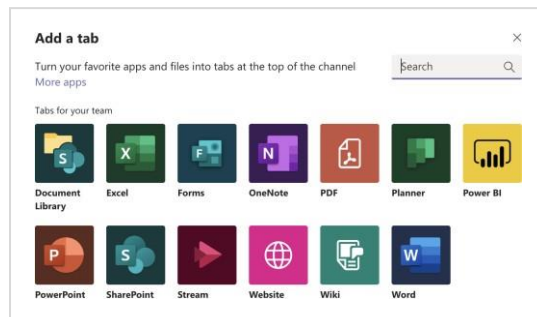 Add a tab
Turn your favorite apps and files into tabs at the top of the channel
Search
More apps
Tabs for your team
S
X
F
N
Document
Library
Excel
Forms
OneNote
PDF
Planner
Power BI
P
S
W
PowerPoint
SharePoint
Stream
Website
Wiki
Word